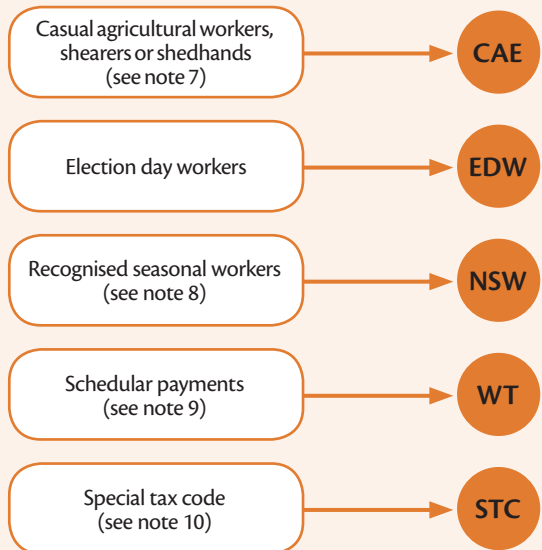 Casual agricultural workers,
shearers or shedhands
(see note 7)
CAE
Election day workers
EDW
Recognised seasonal workers
(see note 8)
NSW
Schedular payments
(see note 9)
WT
Special tax code
(see note 10)
STC